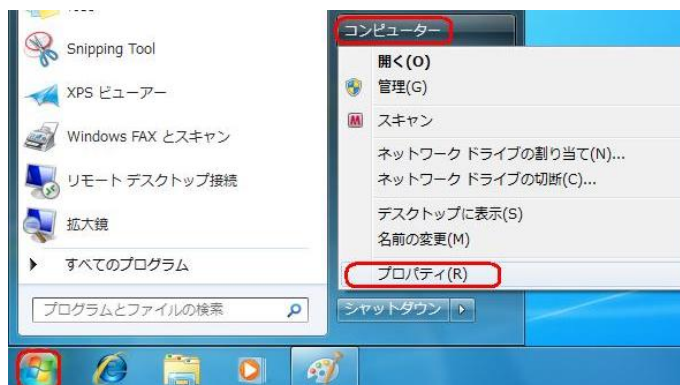 Snipping Tool
XPS ビューアー
Windows FAX とスキャン
リモート デスクトップ接続
拡大鏡
すべてのプログラム
プログラムとファイルの検索
コンピューター
開く(O)
管理(G)
スキャン
ネットワーク ドライブの割り当て(N)...
ネットワーク ドライブの切断(C)...
デスクトップに表示(S)
名前の変更(M)
プロパティ(R)
シャットダウン